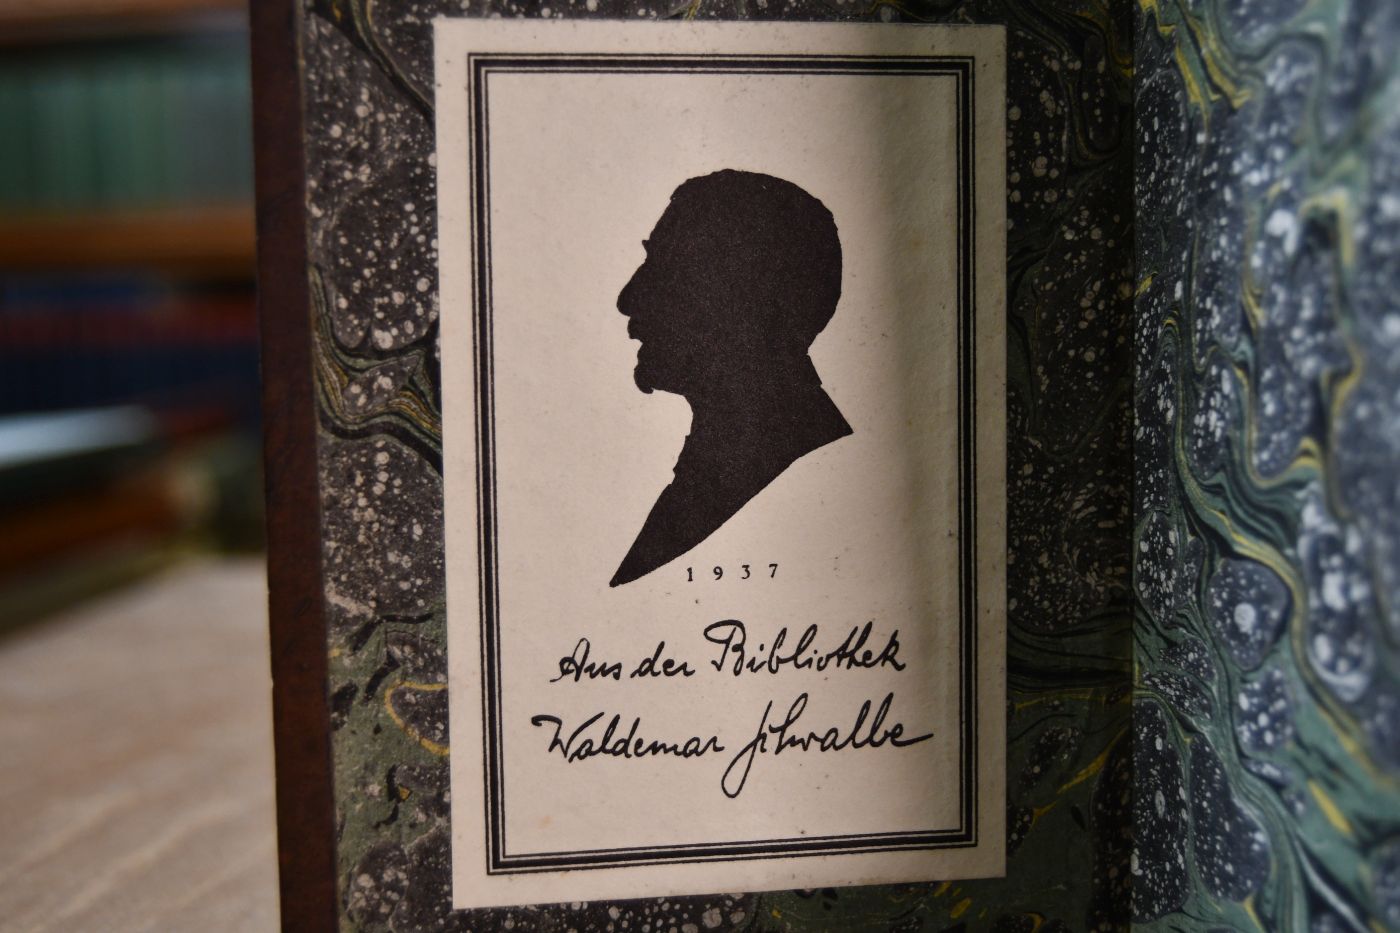 1937
Aus der Bibliothek
Waldemar Schwalbe